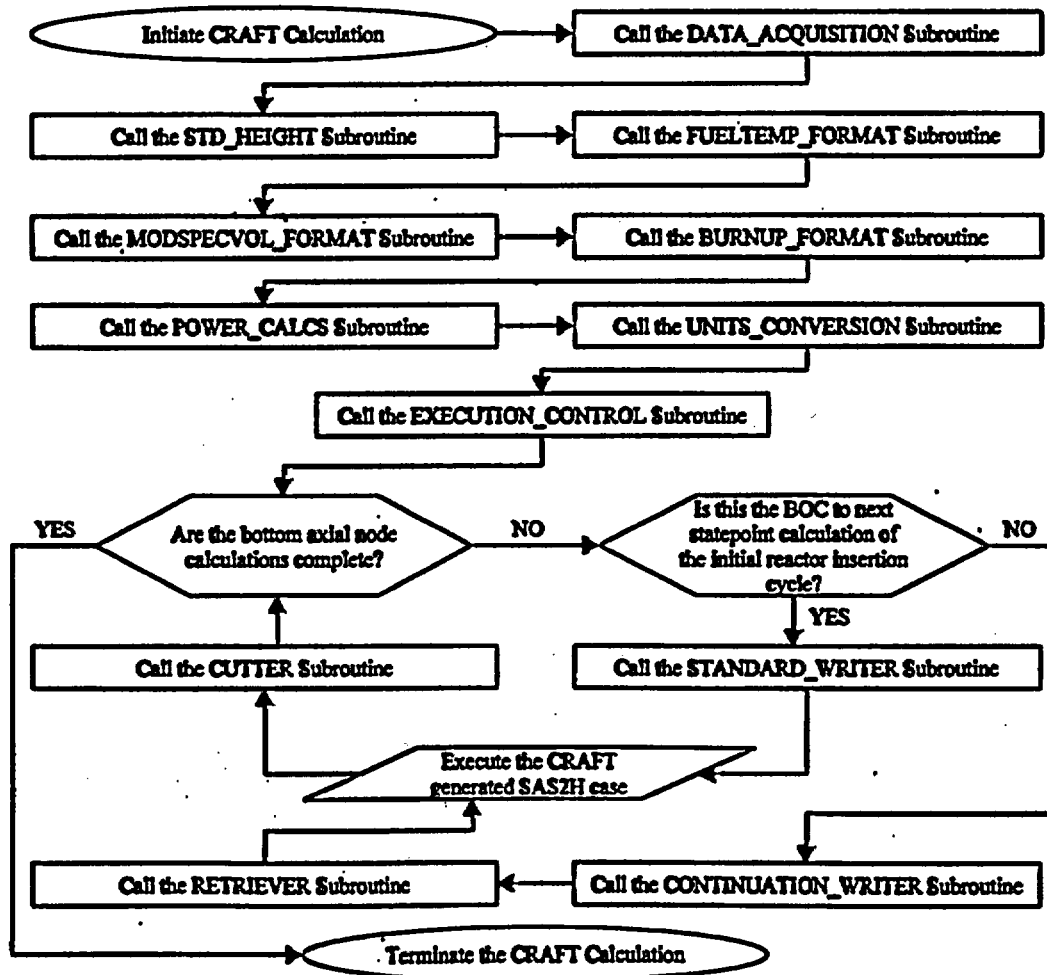 Initiate CRAFT Calculation
Call the DATA_ACQUISITION Subroutine
Call the STD_HEIGHT Subroutine
Call the FUELTEMP_FORMAT Subroutine
Call the MODSPECVOL_FORMAT Subroutine
Call the BURNUP_FORMAT Subroutine
Call the POWER_CALCS Subroutine
Call the UNITS_CONVERSION Subroutine
Call the EXECUTION_CONTROL Subroutine
YES
Are the bottom axial node
calculations complete?
NO
Is this the BOC to next
statepoint calculation of
the initial reactor insertion
cycle?
NO
YES
Call the CUTTER Subroutine
Call the STANDARD_WRITER Subroutine
Execute the CRAFT
generated SAS2H case
Call the RETRIEVER Subroutine
Call the CONTINUATION_WRITER Subroutine
Terminate the CRAFT Calculation